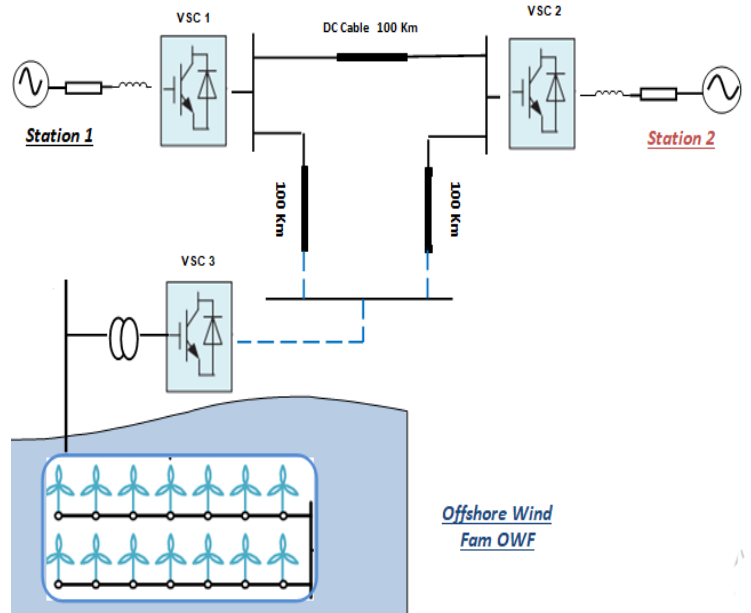 VSC 1
DC Cable 100 Km
VSC 2
Station 1
Station 2
100 Km
100 Km
VSC 3
Offshore Wind
Fam OWF